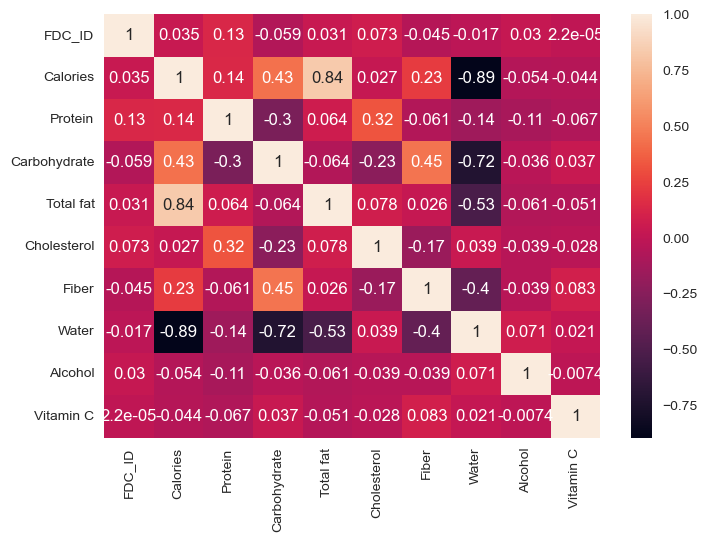 FDC_ID 1 0.035 0.13 -0.059 0.031 0.073 -0.045 -0.017 0.03 2.2e-05
Calories 0.035 1 0.14 0.43 0.84 0.027 0.23 -0.89 -0.054 -0.044
Protein 0.13 0.14 1 -0.3 0.064 0.32 -0.061 -0.14 -0.11 -0.067
Carbohydrate -0.059 0.43 -0.3 1 -0.064 -0.23 0.45 -0.72 -0.036 0.037
Total fat 0.031 0.84 0.064 -0.064 1 0.078 0.026 -0.53 -0.061 -0.051
Cholesterol 0.073 0.027 0.32 -0.23 0.078 1 -0.17 0.039 -0.039 -0.028
Fiber -0.045 0.23 -0.061 0.45 0.026 -0.17 1 -0.4 -0.039 0.083
Water -0.017 -0.89 -0.14 -0.72 -0.53 0.039 -0.4 1 0.071 0.021
Alcohol 0.03 -0.054 -0.11 -0.036 -0.061 -0.039 -0.039 0.071 1 -0.0074
Vitamin C 2.2e-05 -0.044 -0.067 0.037 -0.051 -0.028 0.083 0.021 -0.0074 1
FDC_ID Calories Protein Carbohydrate Total fat Cholesterol Fiber Water Alcohol Vitamin C
1.00
0.75
0.50
0.25
0.00
−0.25
−0.50
−0.75